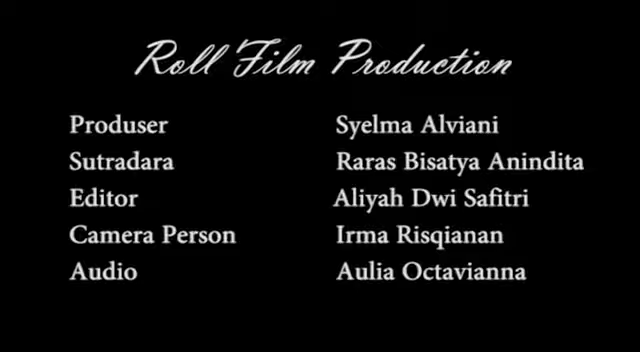 Roll Film Production
Produser Syelma Alviani
Sutradara Raras Bisatya Anindita
Editor Aliyah Dwi Safitri
Camera Person Irma Risqianan
Audio Aulia Octavianna